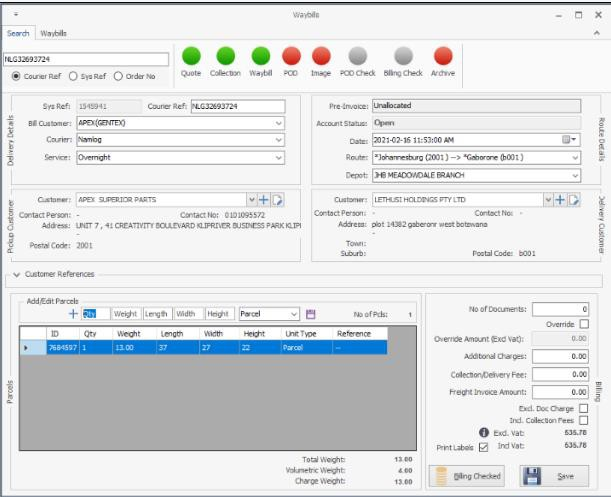 Waybills
Search Waybills
NLG32693724
Courier Ref Sys Ref Order No
Quote Collection Waybill POD Image POD Check Billing Check Archive
Delivery Details
Sys Ref: 1545941 Courier Ref: NLG32693724
Bill Customer: APEX(GENTEX)
Courier: Namlog
Service: Overnight
Pre-Invoice: Unallocated
Account Status: Open
Date: 2021-02-16 11:53:00 AM
Route: *Johannesburg (2001 ) --> *Gaborone (b001 )
Depot: JHB MEADOWDALE BRANCH
Route Details
Pickup Customer
Customer: APEX SUPERIOR PARTS
Contact Person: - Contact No: 0101095572
Address: UNIT 7 , 41 CREATIVITY BOULEVARD KLIPRIVER BUSINESS PARK KLIPI
-
Postal Code: 2001
Customer: LETHUSI HOLDINGS PTY LTD
Contact Person: - Contact No: -
Address: plot 14382 gaberonr west botswana
-
Town:
Suburb: Postal Code: b001
Delivery Customer
Customer References
Parcels
Add/Edit Parcels
Qty Weight Length Width Height Parcel No of Pcls: 1
ID Qty Weight Length Width Height Unit Type Reference
7684597 1 13.00 37 27 22 Parcel --
Total Weight: 13.00
Volumetric Weight: 4.00
Charge Weight: 13.00
No of Documents: 0
Override
Override Amount (Excl Vat): 0.00
Additional Charges: 0.00
Collection/Delivery Fee: 0.00
Freight Invoice Amount: 0.00
Excl. Doc Charge
Incl. Collection Fees
Excl. Vat: 535.78
Print Labels Incl Vat: 535.78
Billing Checked Save
Billing